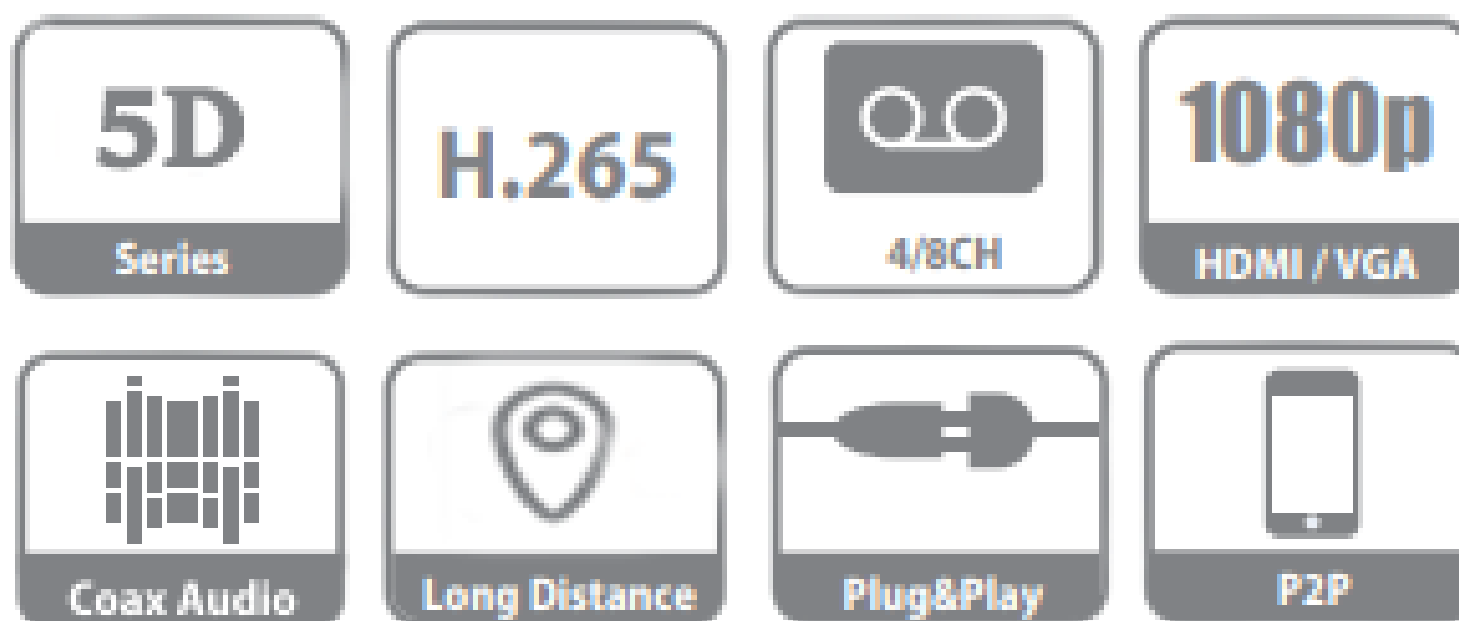 5D
Series
H.265
4/8CH
1080p
HDMI / VGA
Coax Audio
Long Distance
Plug&Play
P2P